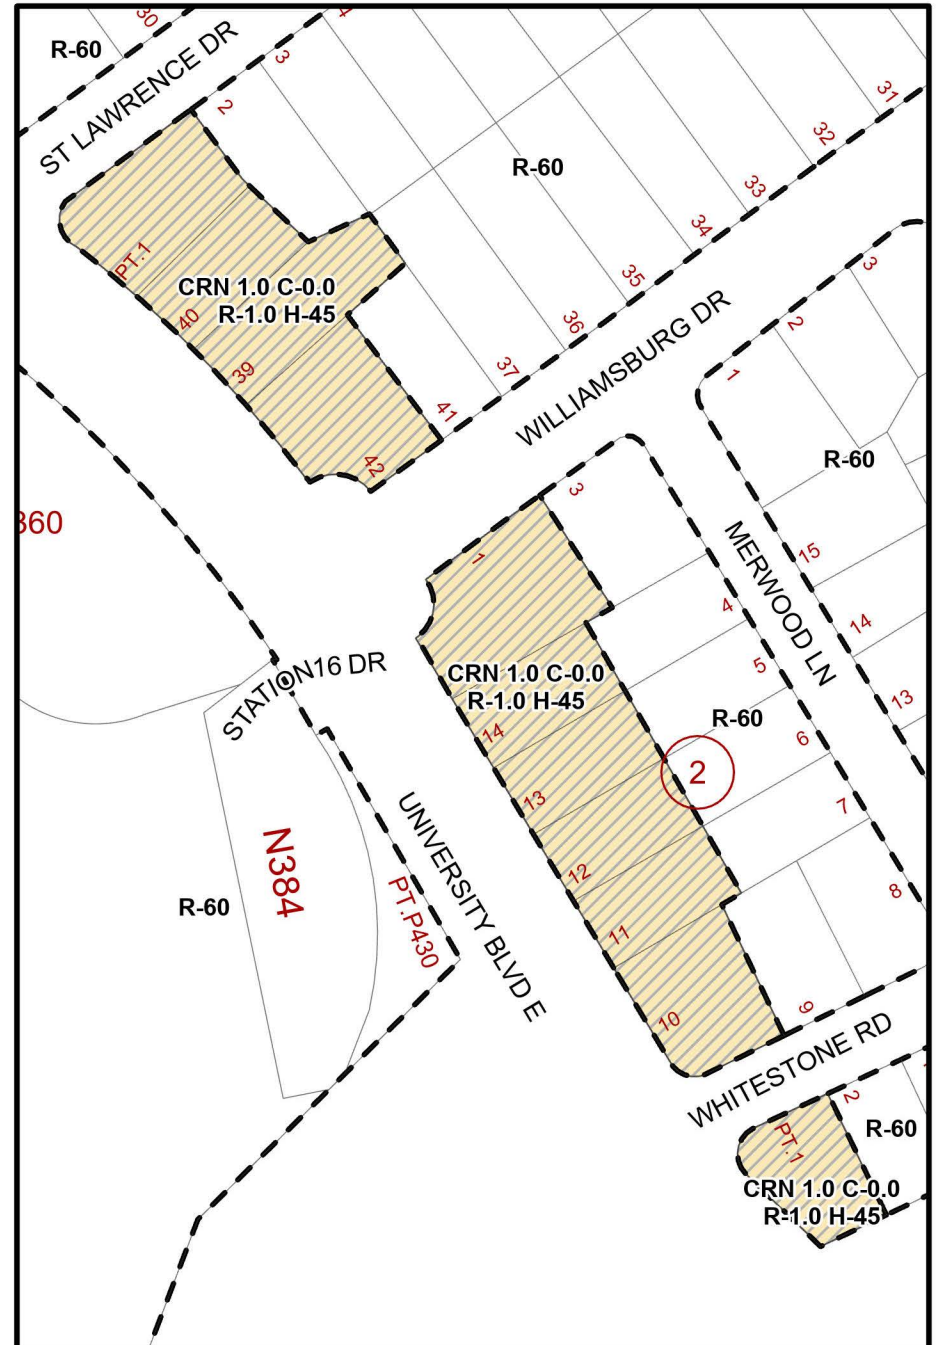 30
R-60
ST LAWRENCE DR
3
2
31
32
R-60
33
34
35
36
37
41
42
PT.1
CRN 1.0 C-0.0
R-1.0 H-45
40
39
WILLIAMSBURG DR
3
2
1
R-60
3
1
MERWOOD LN
15
14
13
4
5
6
7
8
9
STATION16 DR
CRN 1.0 C-0.0
R-1.0 H-45
14
13
12
11
10
R-60
2
UNIVERSITY BLVD E
N384
R-60
PT.P430
WHITESTONE RD
2
R-60
PT.1
CRN 1.0 C-0.0
R-1.0 H-45